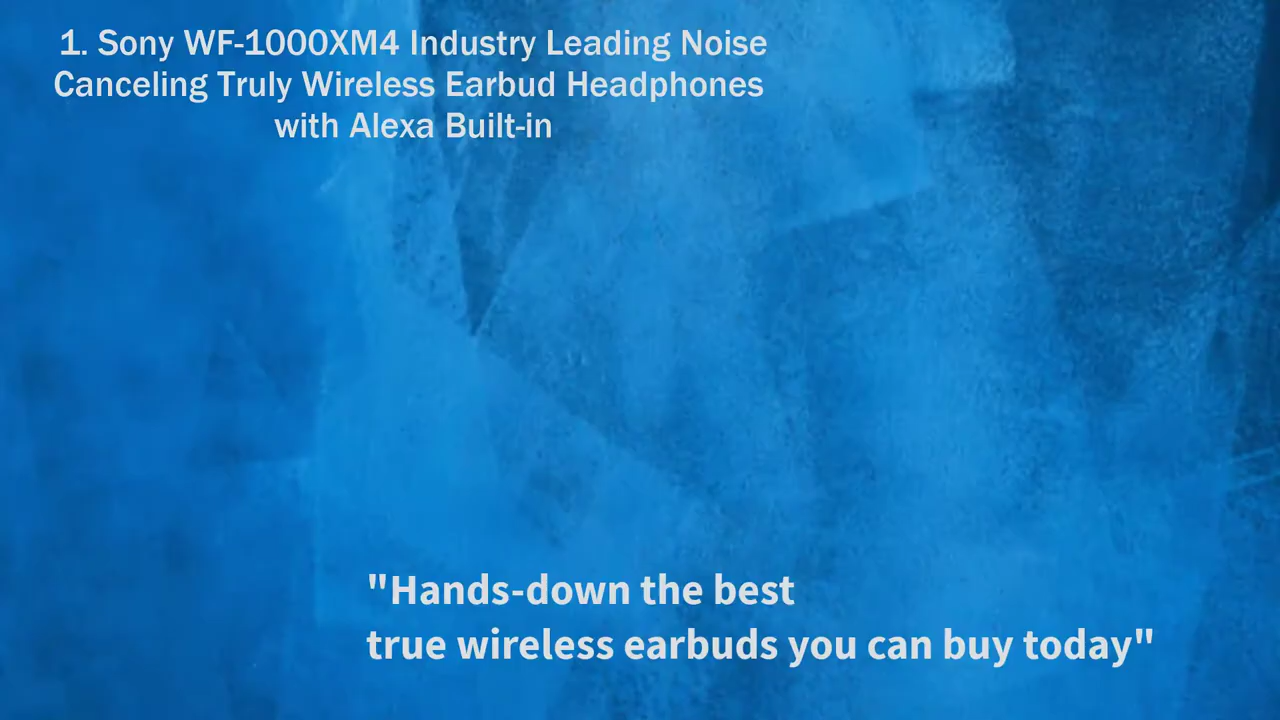 1. Sony WF-1000XM4 Industry Leading Noise
Canceling Truly Wireless Earbud Headphones
with Alexa Built-in
"Hands-down the best
true wireless earbuds you can buy today"